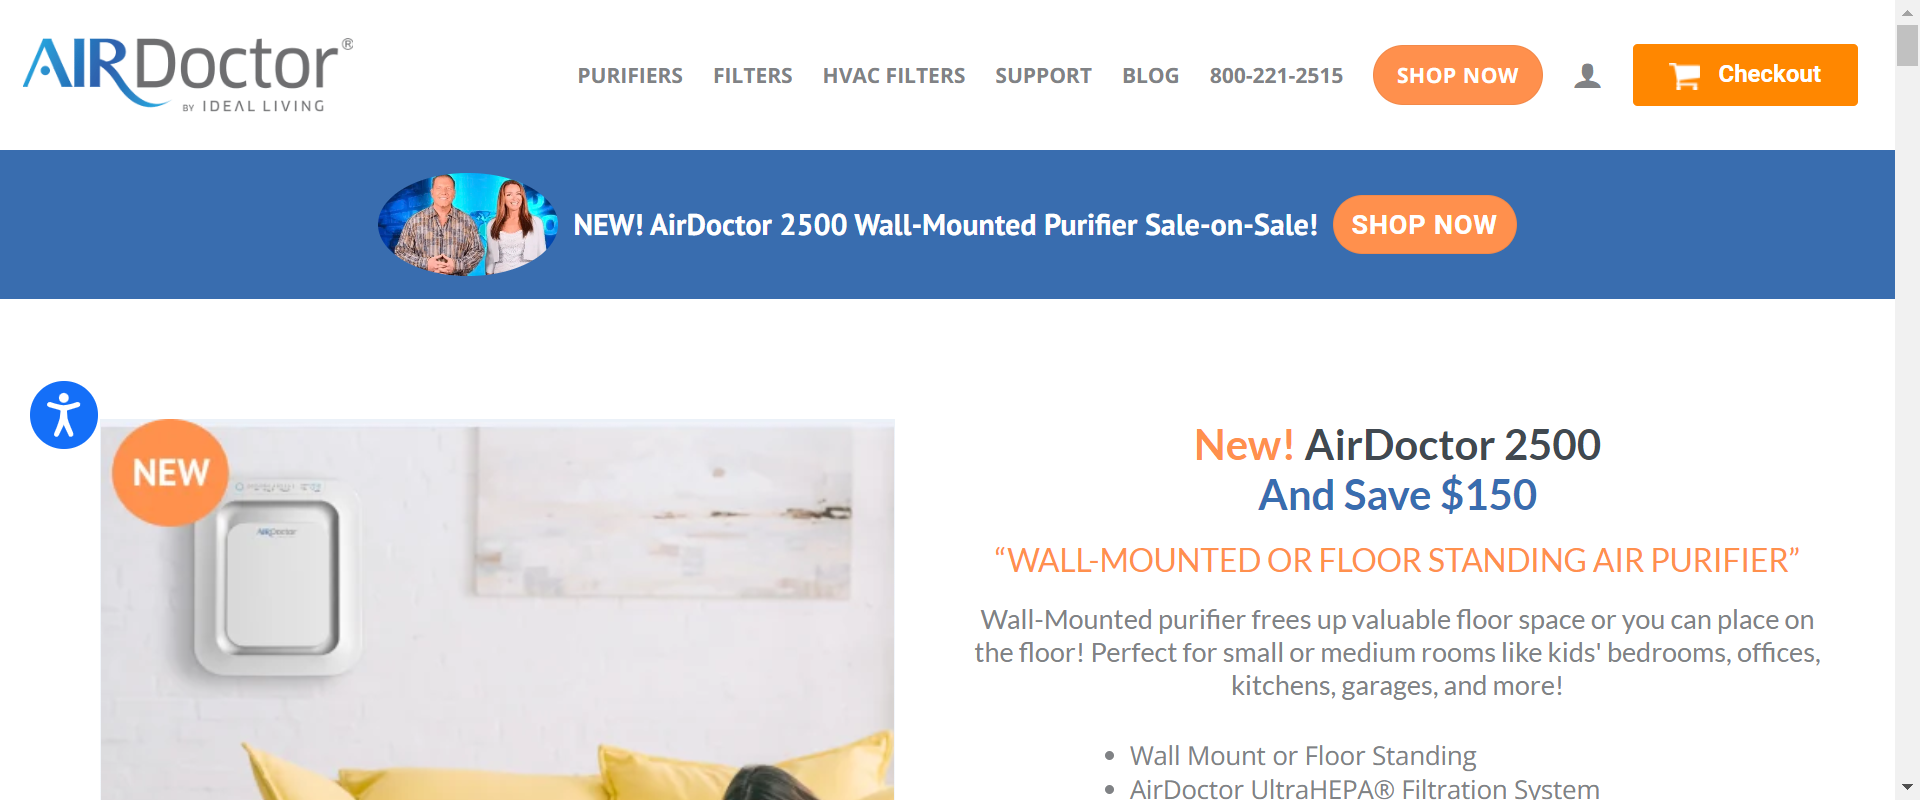 AIRDoctor®
BY IDEAL LIVING
PURIFIERS FILTERS HVAC FILTERS SUPPORT BLOG 800-221-2515 SHOP NOW Checkout
NEW! AirDoctor 2500 Wall-Mounted Purifier Sale-on-Sale! SHOP NOW
NEW
AIRDoctor
New! AirDoctor 2500
And Save $150
“WALL-MOUNTED OR FLOOR STANDING AIR PURIFIER”
Wall-Mounted purifier frees up valuable floor space or you can place on
the floor! Perfect for small or medium rooms like kids' bedrooms, offices,
kitchens, garages, and more!
• Wall Mount or Floor Standing
• AirDoctor UltraHEPA® Filtration System